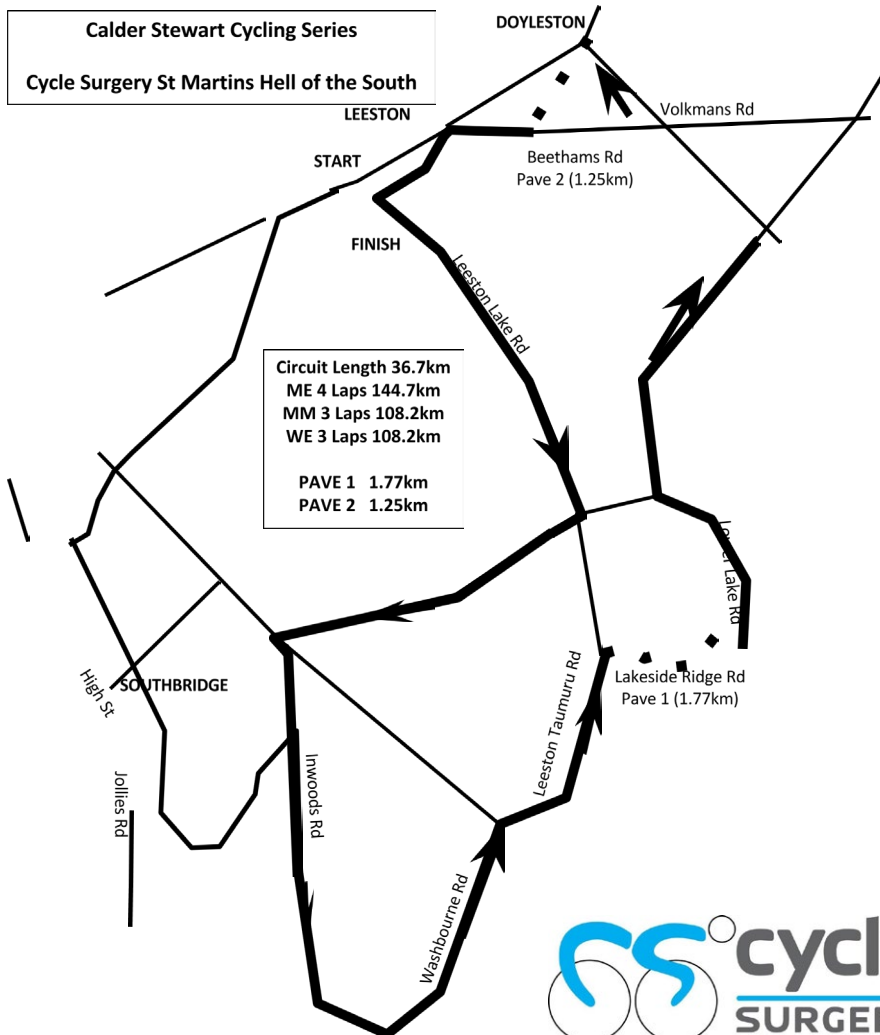 Calder Stewart Cycling Series
Cycle Surgery St Martins Hell of the South
DOYLESTON
LEESTON
Volkmans Rd
START
Beethams Rd
Pave 2 (1.25km)
FINISH
Leeston Lake Rd
Circuit Length 36.7km
ME 4 Laps 144.7km
MM 3 Laps 108.2km
WE 3 Laps 108.2km
PAVE 1 1.77km
PAVE 2 1.25km
Lower Lake Rd
High St
SOUTHBRIDGE
Lakeside Ridge Rd
Pave 1 (1.77km)
Leeston Taumuru Rd
Inwoods Rd
Jollies Rd
Washbourne Rd
CS
cycl
SURGER